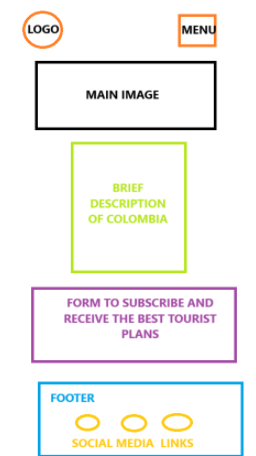 LOGO
MENU
MAIN IMAGE
BRIEF
DESCRIPTION
OF COLOMBIA
FORM TO SUBSCRIBE AND
RECEIVE THE BEST TOURIST
PLANS
FOOTER
SOCIAL MEDIA LINKS